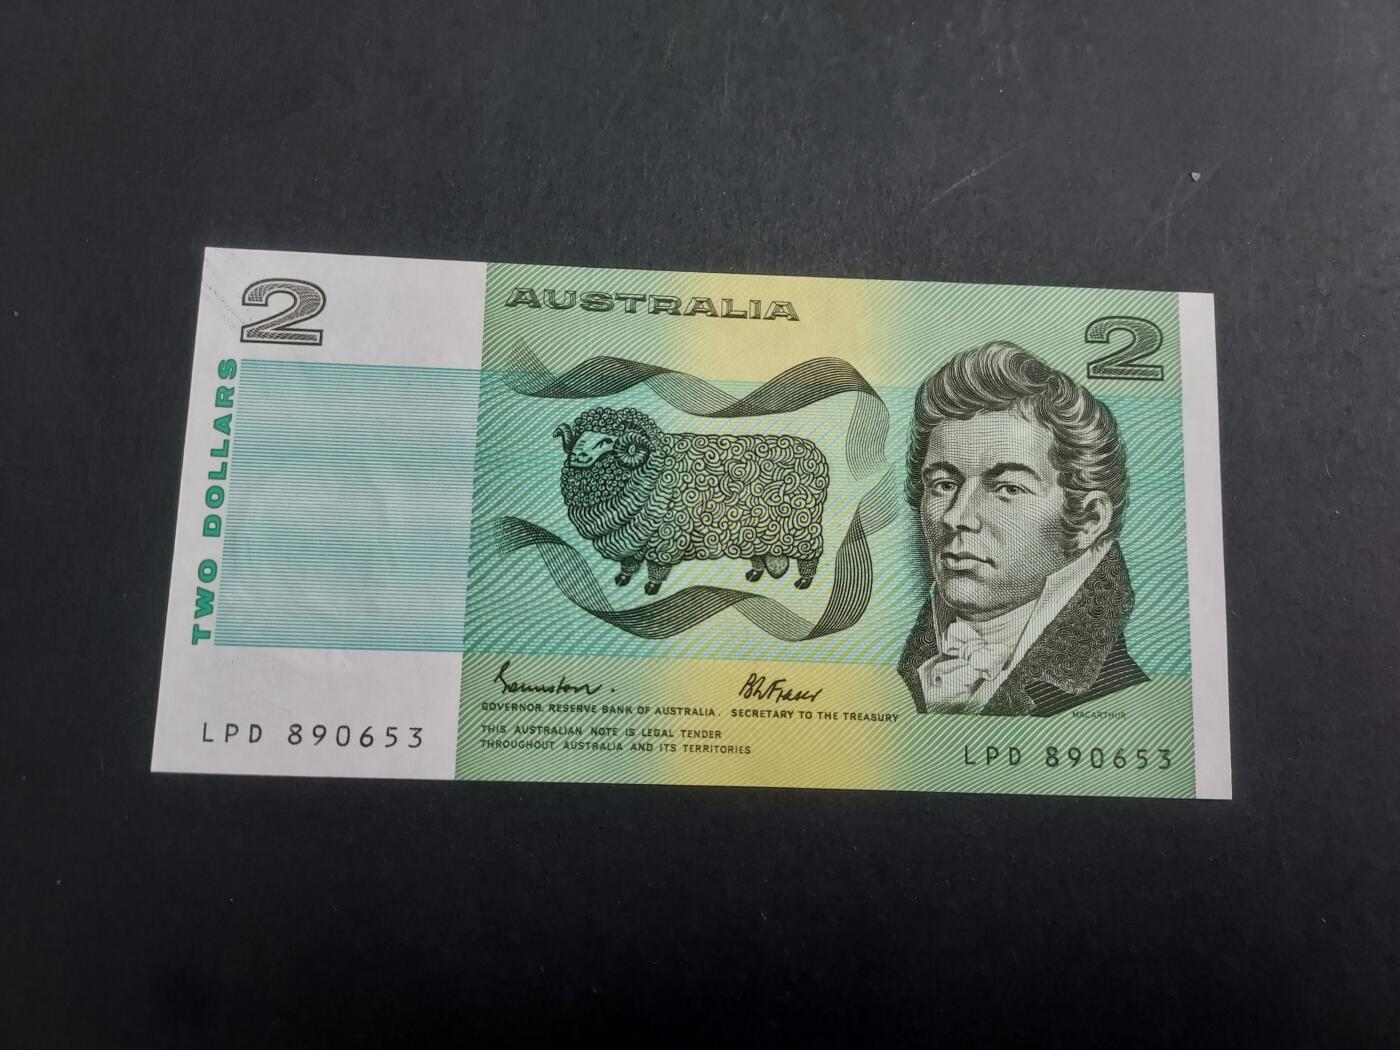 2
AUSTRALIA
2
TWO DOLLARS
GOVERNOR, RESERVE BANK OF AUSTRALIA. SECRETARY TO THE TREASURY
THIS AUSTRALIAN NOTE IS LEGAL TENDER
THROUGHOUT AUSTRALIA AND ITS TERRITORIES
MACARTHUR
LPD 890653
LPD 890653